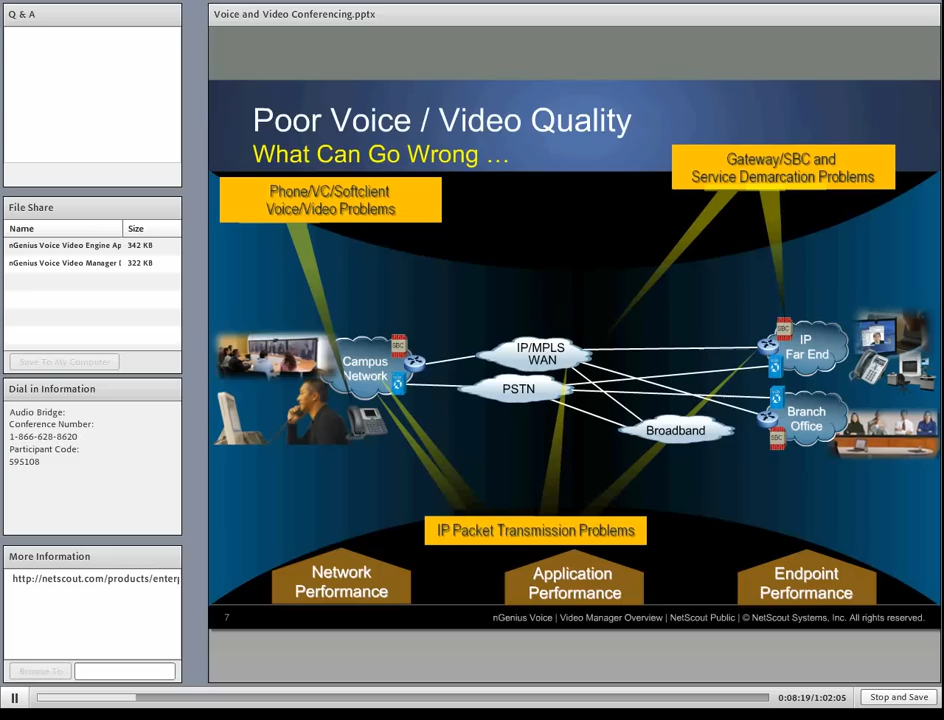 Q & A
File Share
Name
Size
nGenius Voice Video Engine Ap
342 KB
nGenius Voice Video Manager [
322 KB
Save To My Computer
Dial in Information
Audio Bridge:
Conference Number:
1-866-628-8620
Participant Code:
595108
More Information
http://netscout.com/products/enterp
Browse To
Voice and Video Conferencing.pptx
Poor Voice / Video Quality
What Can Go Wrong …
Phone/VC/Softclient
Voice/Video Problems
Gateway/SBC and
Service Demarcation Problems
SBC
Campus
Network
IP/MPLS
WAN
PSTN
Broadband
SBC
IP
Far End
Branch
Office
SBC
IP Packet Transmission Problems
Network
Performance
Application
Performance
Endpoint
Performance
7
nGenius Voice | Video Manager Overview | NetScout Public | © NetScout Systems, Inc. All rights reserved.
0:08:19/1:02:05
Stop and Save